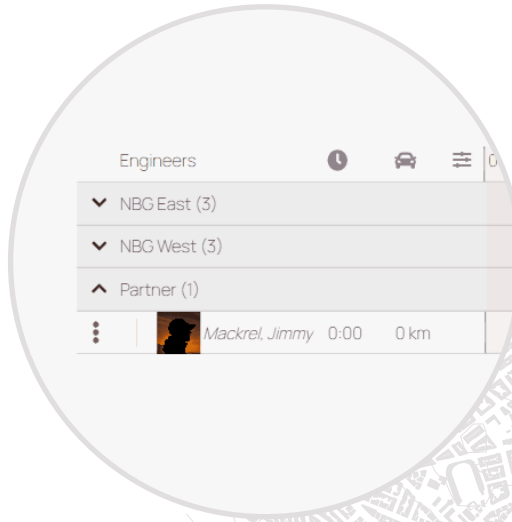 Engineers
NBG East (3)
NBG West (3)
Partner (1)
Mackrel, Jimmy 0:00 0 km